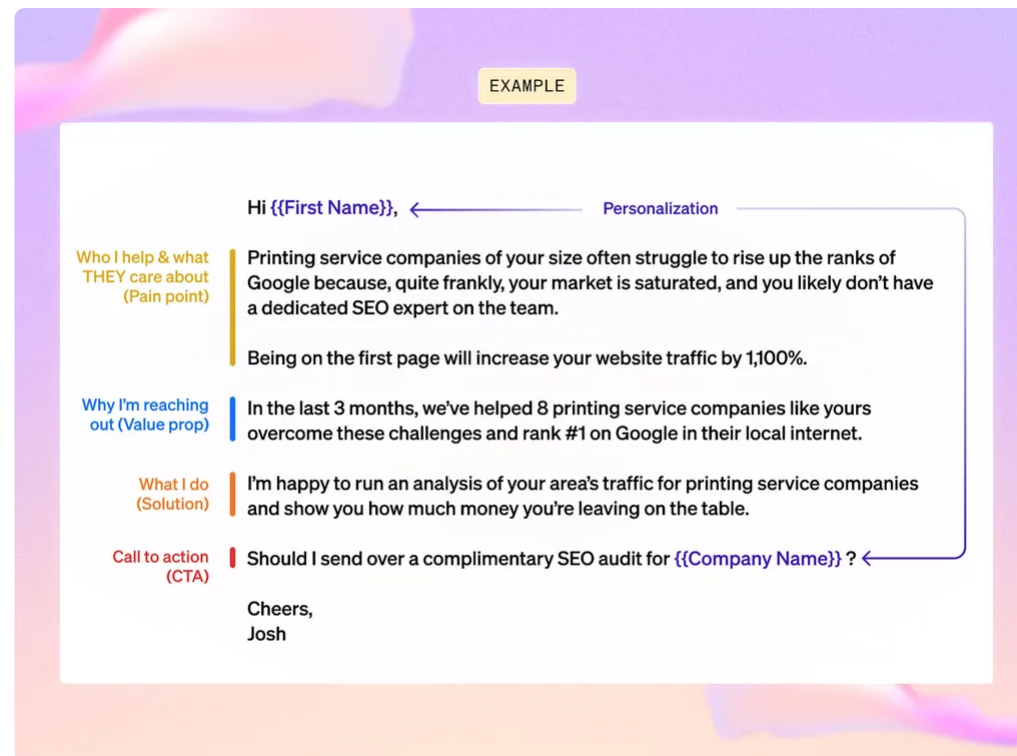 EXAMPLE
Hi {{First Name}},
Personalization
Who I help & what
THEY care about
(Pain point)
Printing service companies of your size often struggle to rise up the ranks of
Google because, quite frankly, your market is saturated, and you likely don’t have
a dedicated SEO expert on the team.
Being on the first page will increase your website traffic by 1,100%.
Why I’m reaching
out (Value prop)
In the last 3 months, we’ve helped 8 printing service companies like yours
overcome these challenges and rank #1 on Google in their local internet.
What I do
(Solution)
I’m happy to run an analysis of your area’s traffic for printing service companies
and show you how much money you’re leaving on the table.
Call to action
(CTA)
Should I send over a complimentary SEO audit for {{Company Name}} ?
Cheers,
Josh